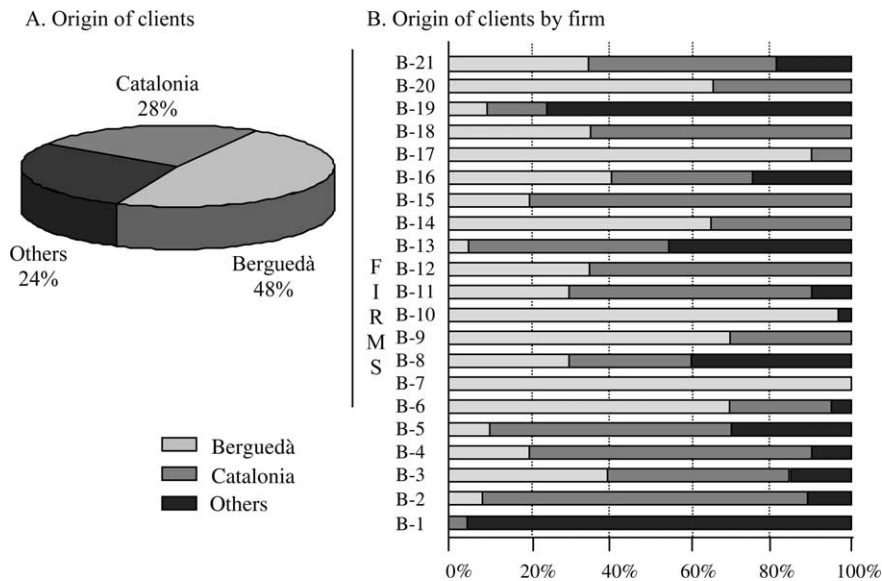 A. Origin of clients
Catalonia
28%
Others
24%
Berguedà
48%
Berguedà
Catalonia
Others
B. Origin of clients by firm
FIRMS
B-21
B-20
B-19
B-18
B-17
B-16
B-15
B-14
B-13
B-12
B-11
B-10
B-9
B-8
B-7
B-6
B-5
B-4
B-3
B-2
B-1
0% 20% 40% 60% 80% 100%